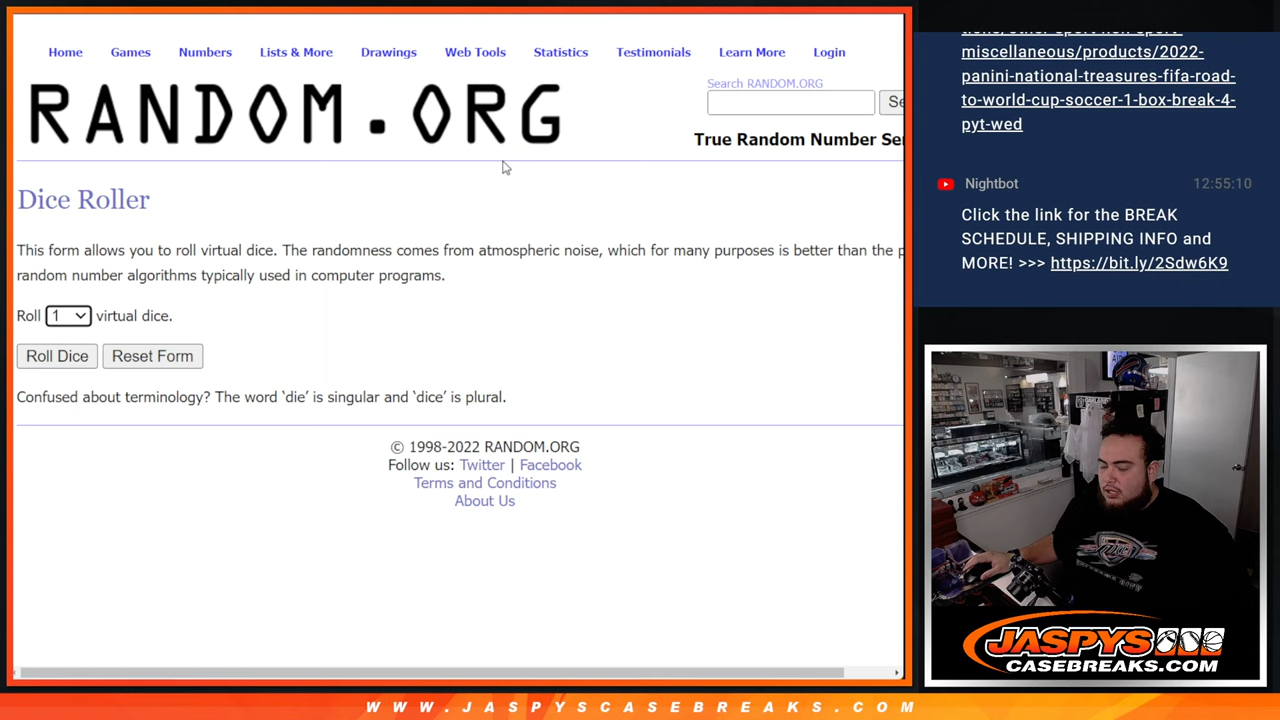 Home Games Numbers Lists & More Drawings Web Tools Statistics Testimonials Learn More Login
RANDOM.ORG
Search RANDOM.ORG
Se
True Random Number Ser
Dice Roller
This form allows you to roll virtual dice. The randomness comes from atmospheric noise, which for many purposes is better than the p
random number algorithms typically used in computer programs.
Roll 1 virtual dice.
Roll Dice Reset Form
Confused about terminology? The word ‘die’ is singular and ‘dice’ is plural.
© 1998-2022 RANDOM.ORG
Follow us: Twitter | Facebook
Terms and Conditions
About Us
miscellaneous/products/2022-
panini-national-treasures-fifa-road-
to-world-cup-soccer-1-box-break-4-
pyt-wed
Nightbot 12:55:10
Click the link for the BREAK
SCHEDULE, SHIPPING INFO and
MORE! >>> https://bit.ly/2Sdw6K9
JASPYS
CASEBREAKS.COM
WWW.JASPYSCASEBREAKS.COM